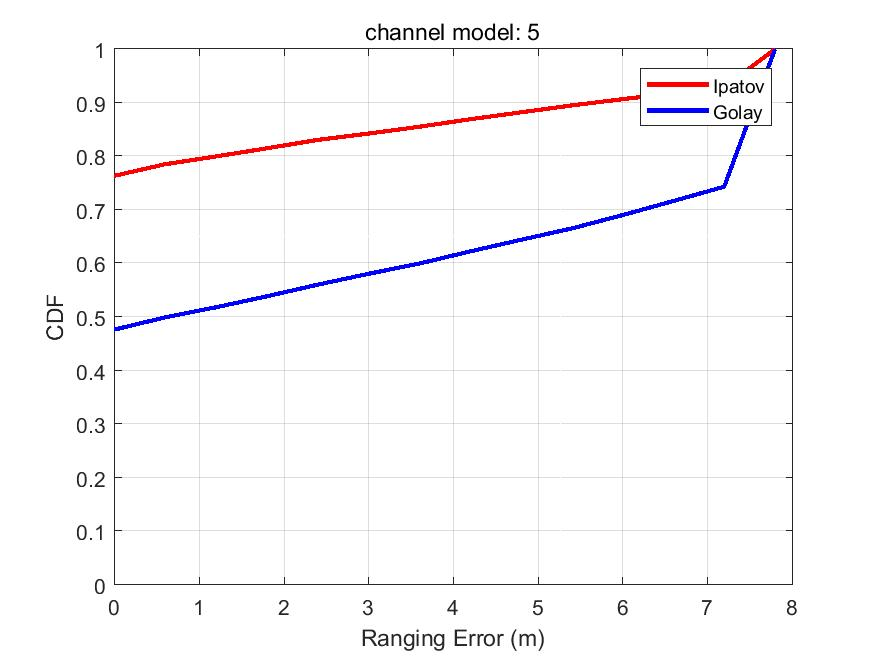 channel model: 5
1
0.9
0.8
0.7
0.6
0.5
0.4
0.3
0.2
0.1
0
CDF
Ipatov
Golay
0 1 2 3 4 5 6 7 8
Ranging Error (m)